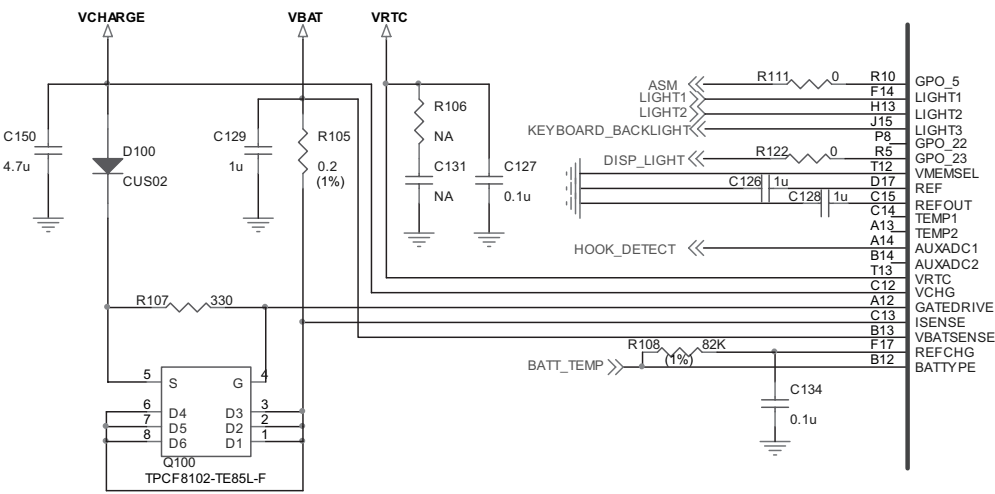 VCHARGE VBAT VRTC
R111 0 R10 GPO_5
ASM
F14 LIGHT1
LIGHT1
R106
H13 LIGHT2
LIGHT2
C150 C129 R105 J15 LIGHT3
KEYBOARD_BACKLIGHT
NA P8 GPO_22
D100 R122 0 R5 GPO_23
DISP_LIGHT
4.7u 1u 0.2 C131 C127 T12 VMEMSEL
CUS02 (1%) C126 1u D17 REF
NA 0.1u C128 1u C15 REFOUT
C14 TEMP1
A13 TEMP2
HOOK_DETECT A14 AUXADC1
B14 AUXADC2
T13 VRTC
C12 VCHG
R107 330 A12 GATEDRIVE
C13 ISENSE
B13 VBATSENSE
R108 82K F17 REFCHG
(1%)
BATT_TEMP B12 BATTYPE
5 S G 4
C134
6 D4 D3 3
7 D5 D2 2
0.1u
8 D6 D1 1
Q100
TPCF8102-TE85L-F